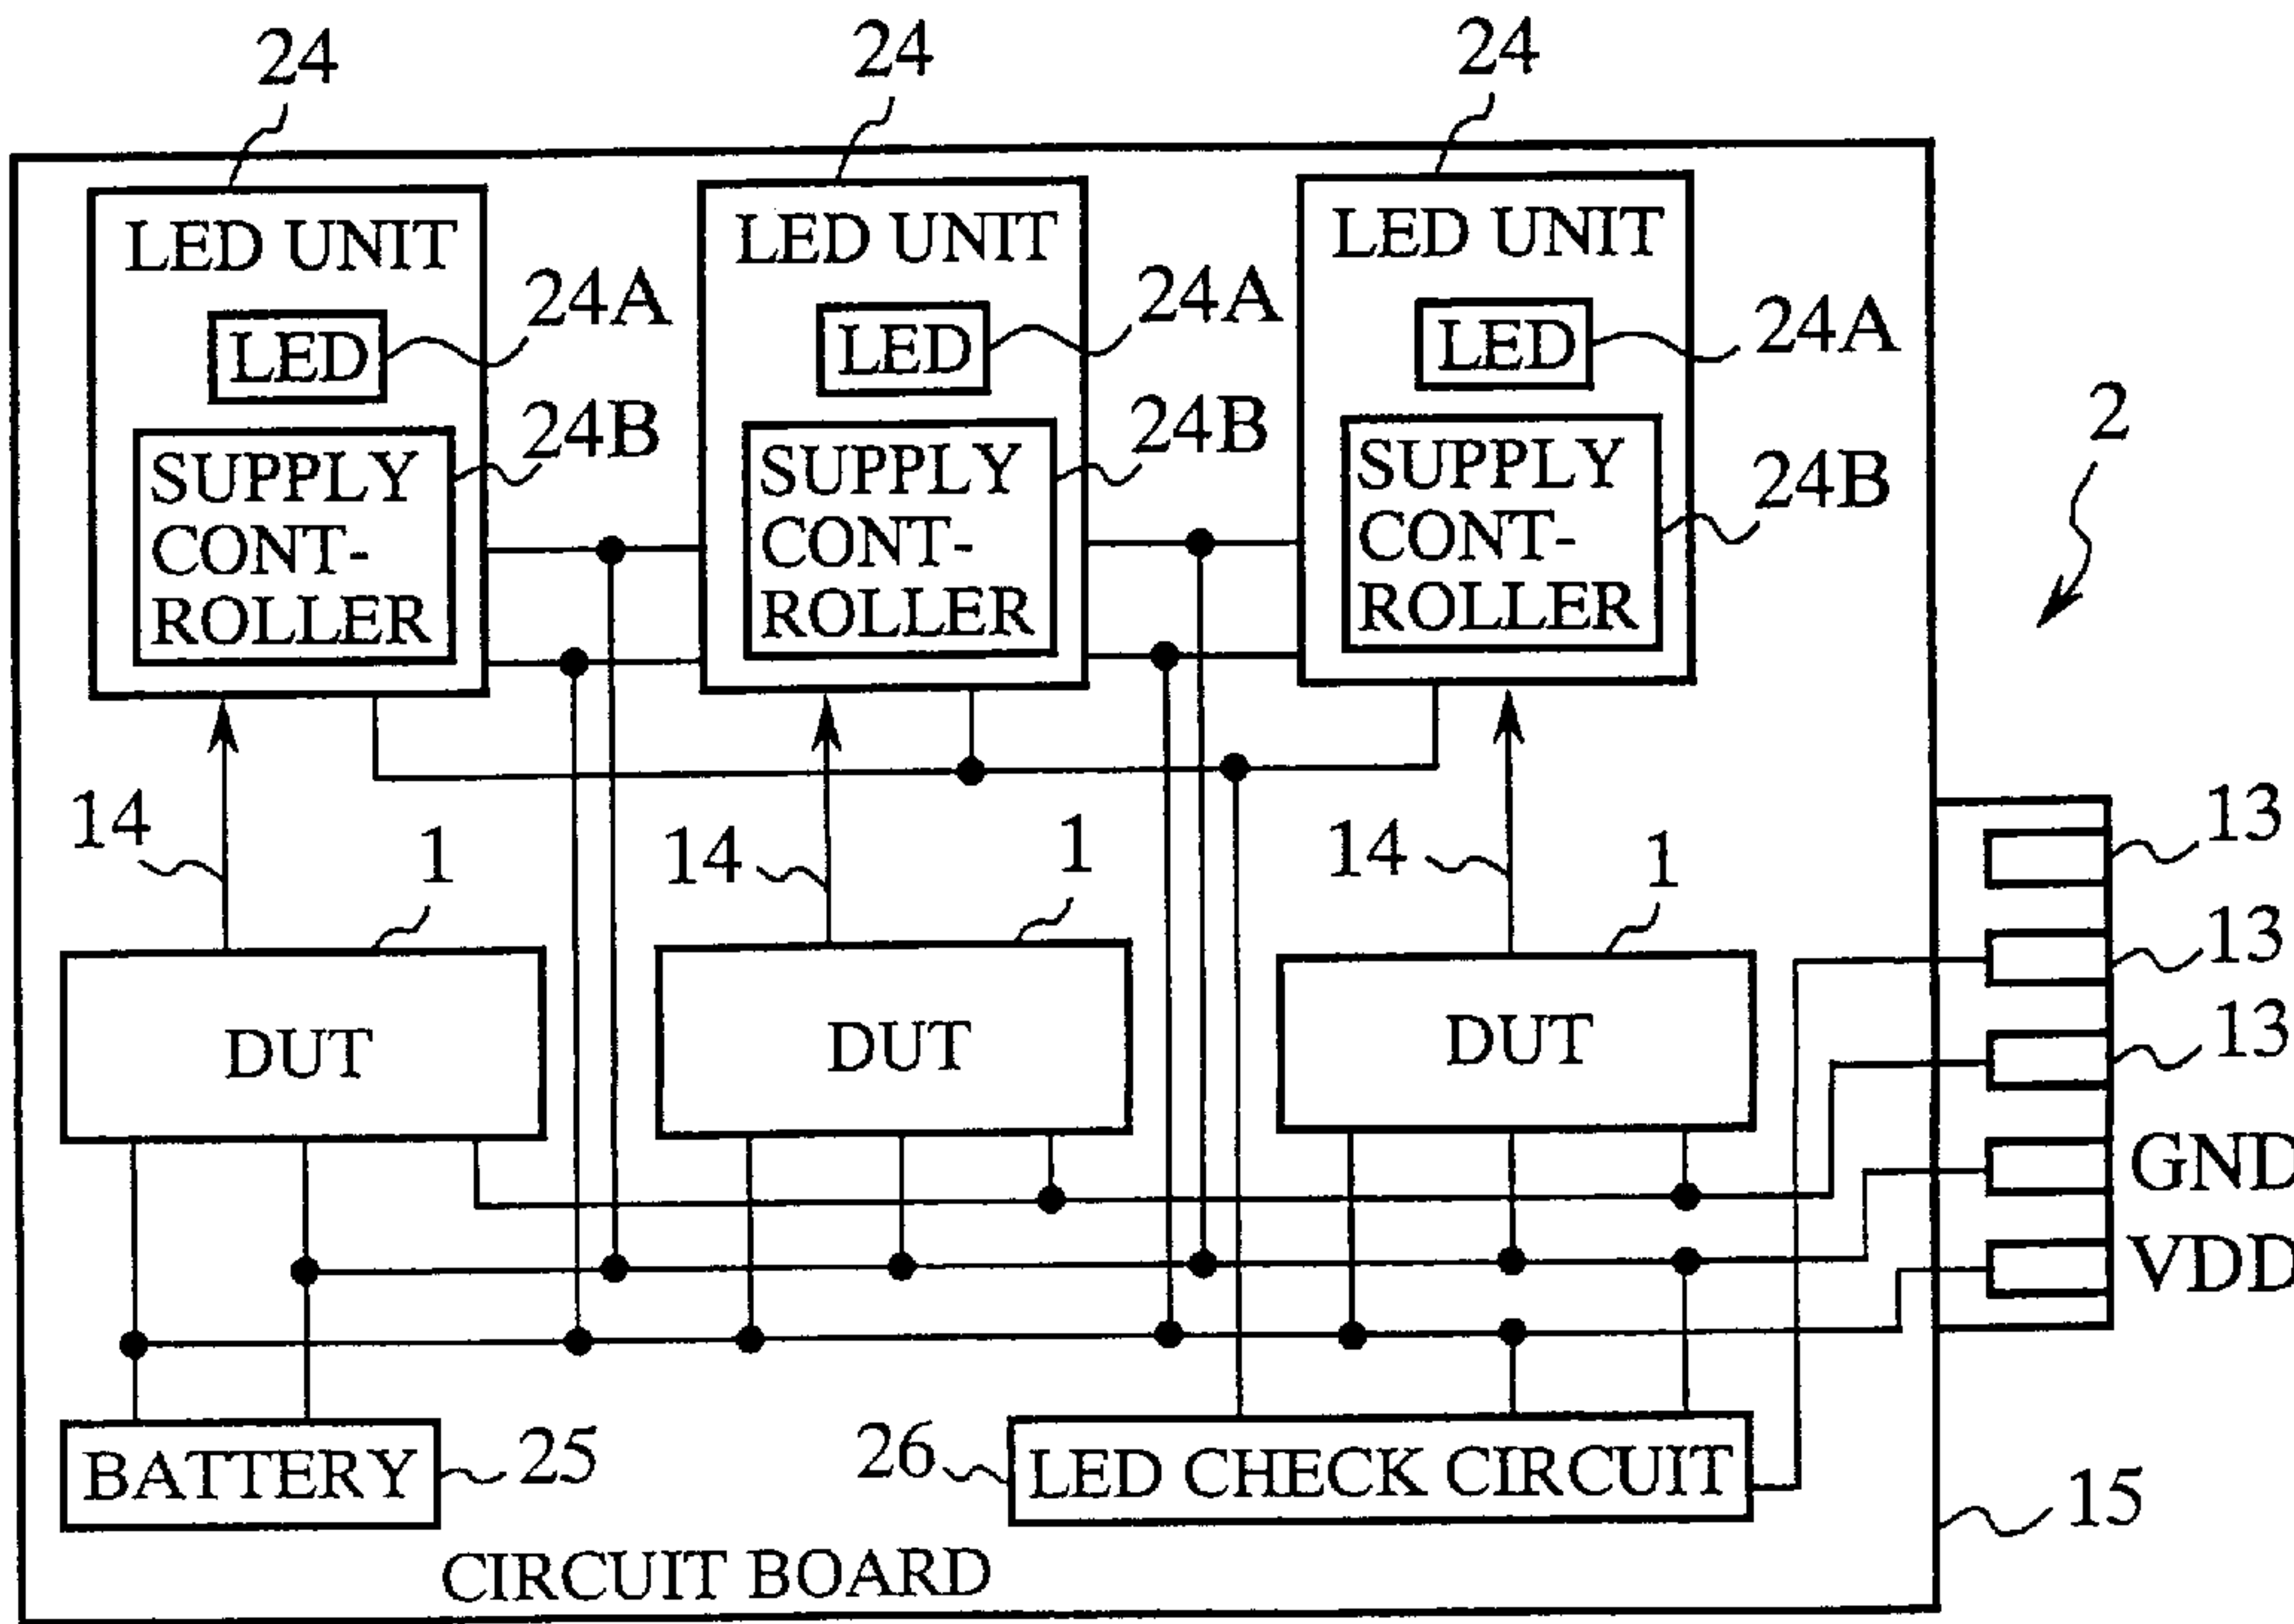 24 24 24
LED UNIT LED UNIT LED UNIT
24A 24A 24A
LED LED LED
24B 24B 24B
2
SUPPLY SUPPLY SUPPLY
CONT- CONT- CONT-
ROLLER ROLLER ROLLER
14 1 14 1 14 1
13
13
13
DUT DUT DUT
GND
VDD
BATTERY 25 26 LED CHECK CIRCUIT
15
CIRCUIT BOARD